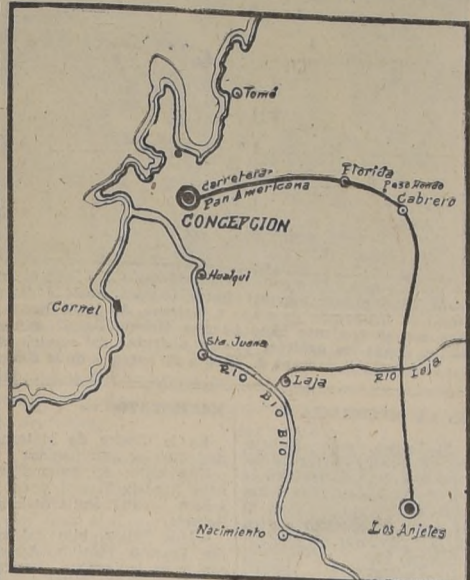 Tomé
Carretera
Pan Americana
Florida
Paso Hondo
Cabrero
CONCEPCION
Hualqui
Cornel
Sta. Juana
RIO BIO BIO
Laja
RIO Laja
Nacimiento
Los Anjeles